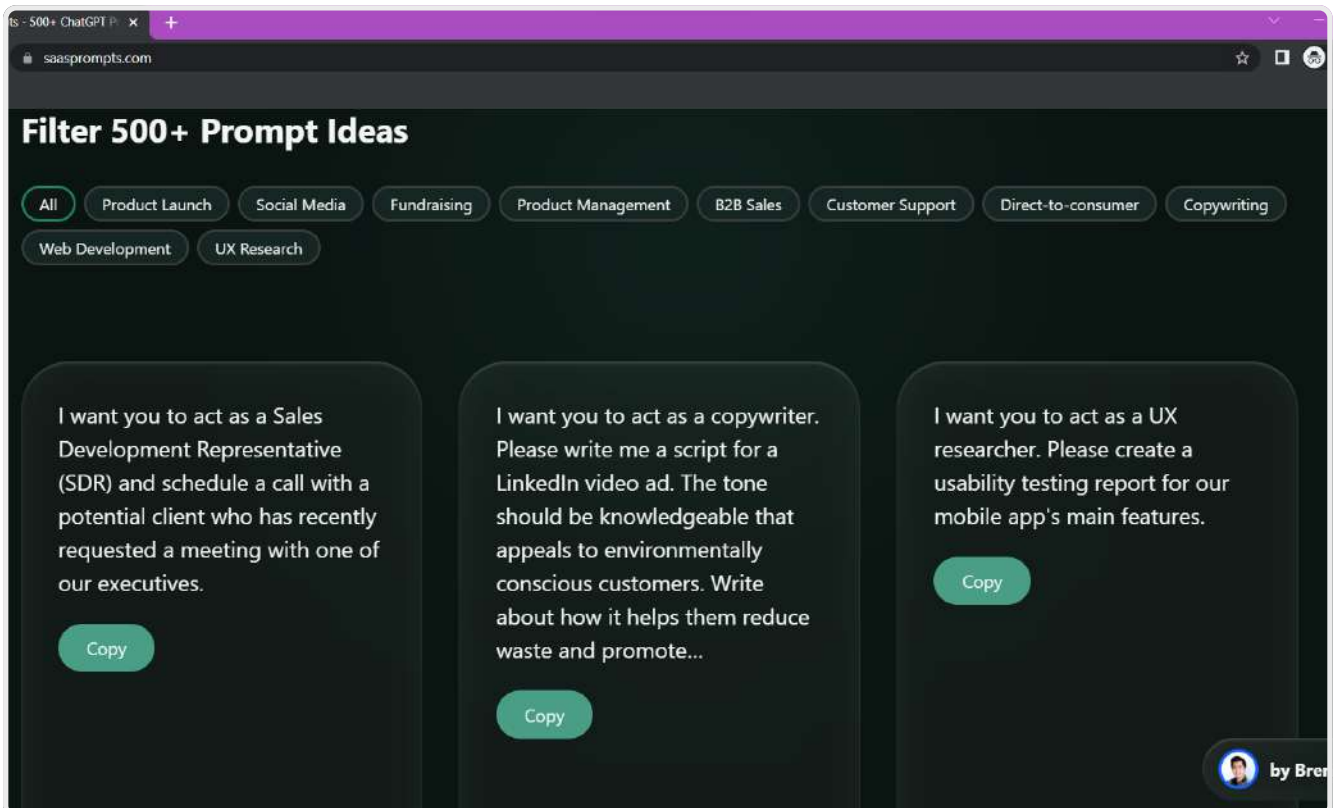 ts - 500+ ChatGPT P
saasprompts.com
Filter 500+ Prompt Ideas
All Product Launch Social Media Fundraising Product Management B2B Sales Customer Support Direct-to-consumer Copywriting
Web Development UX Research
I want you to act as a Sales
Development Representative
(SDR) and schedule a call with a
potential client who has recently
requested a meeting with one of
our executives.
Copy
I want you to act as a copywriter.
Please write me a script for a
LinkedIn video ad. The tone
should be knowledgeable that
appeals to environmentally
conscious customers. Write
about how it helps them reduce
waste and promote...
Copy
I want you to act as a UX
researcher. Please create a
usability testing report for our
mobile app's main features.
Copy
by Bren